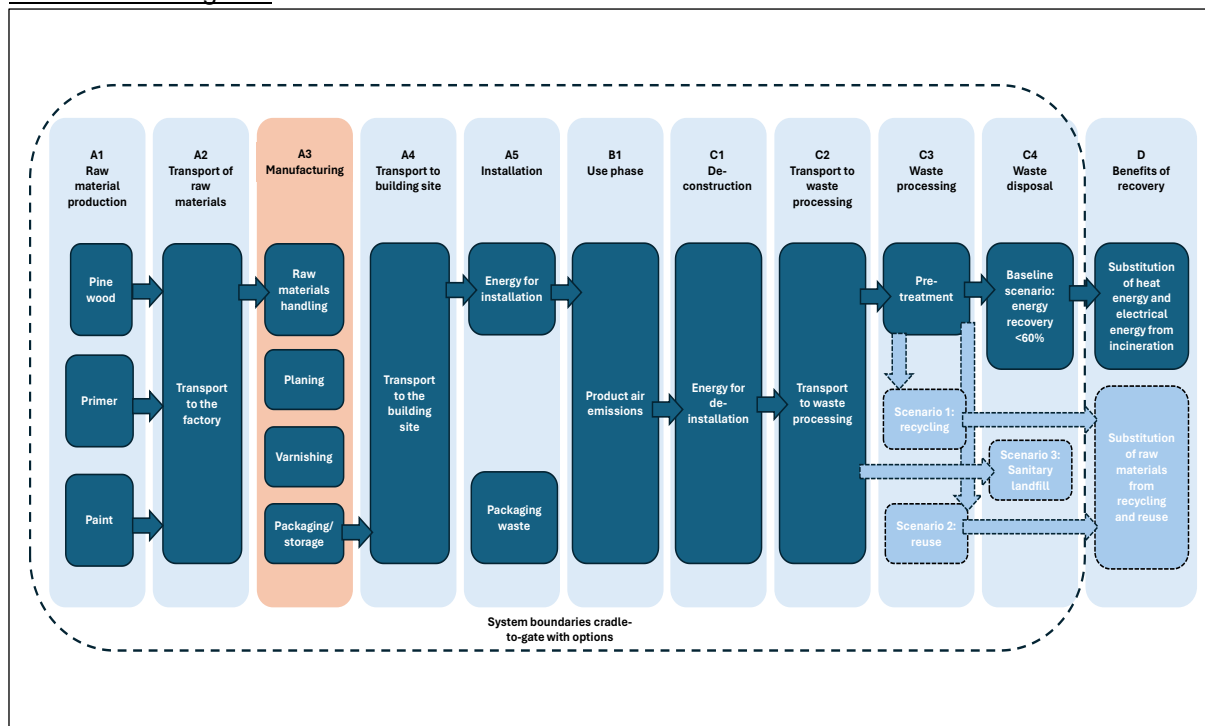 A1
Raw
material
production
A2
Transport of
raw
materials
A3
Manufacturing
A4
Transport to
building site
A5
Installation
B1
Use phase
C1
De-
construction
C2
Transport to
waste
processing
C3
Waste
processing
C4
Waste
disposal
D
Benefits of
recovery
Pine
wood
Primer
Paint
Transport
to the
factory
Raw
materials
handling
Planing
Varnishing
Packaging/
storage
Transport
to the
building
site
Energy for
installation
Packaging
waste
Product air
emissions
Energy for
de-
installation
Transport
to waste
processing
Pre-
treatment
Scenario 1:
recycling
Scenario 2:
reuse
Baseline
scenario:
energy
recovery
<60%
Scenario 3:
Sanitary
landfill
Substitution
of heat
energy and
electrical
energy from
incineration
Substitution
of raw
materials
from
recycling
and reuse
System boundaries cradle-
to-gate with options